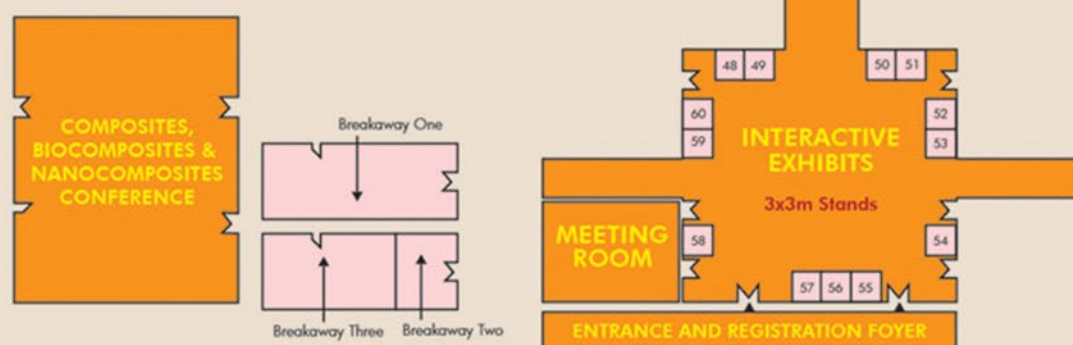 COMPOSITES,
BIOCOMPOSITES &
NANOCOMPOSITES
CONFERENCE
Breakaway One
Breakaway Three
Breakaway Two
48 49
50 51
60
59
52
53
INTERACTIVE
EXHIBITS
3x3m Stands
MEETING
ROOM
58
54
57 56 55
ENTRANCE AND REGISTRATION FOYER